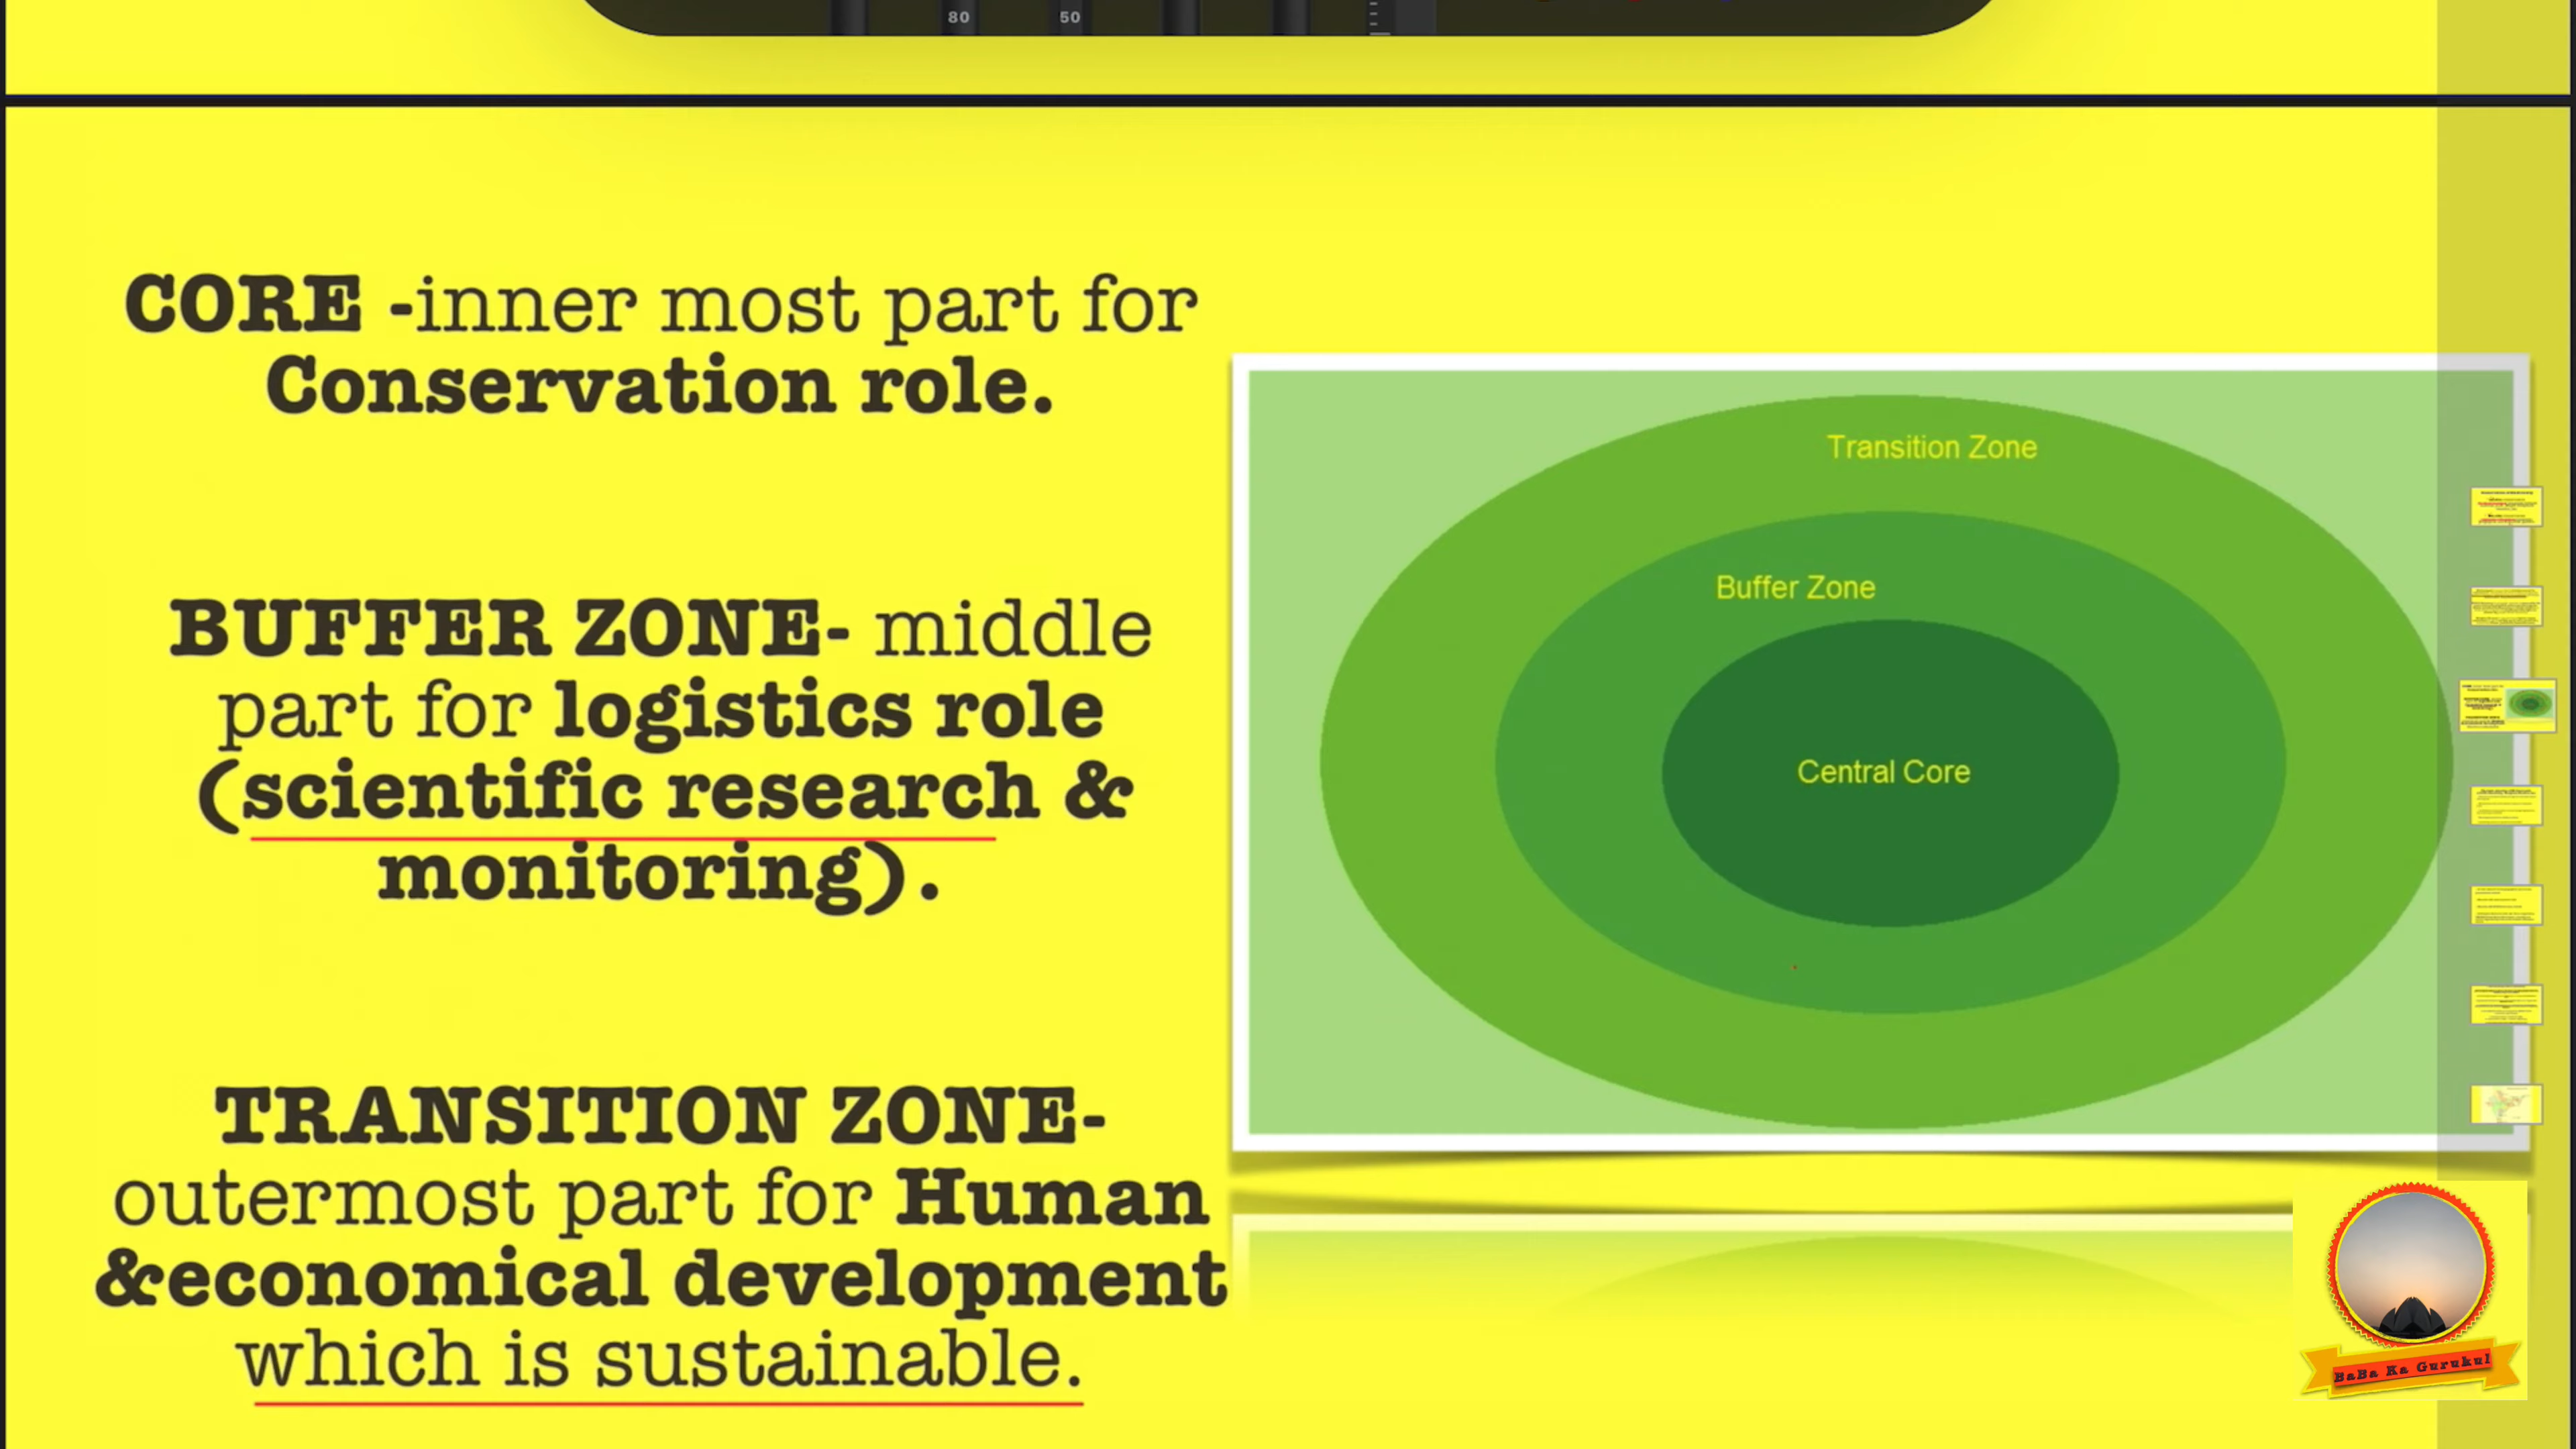 80 50
CORE -inner most part for
Conservation role.
BUFFER ZONE- middle
part for logistics role
(scientific research &
monitoring).
TRANSITION ZONE-
outermost part for Human
&economical development
which is sustainable.
Transition Zone
Buffer Zone
Central Core
BaBa Ka Gurukul